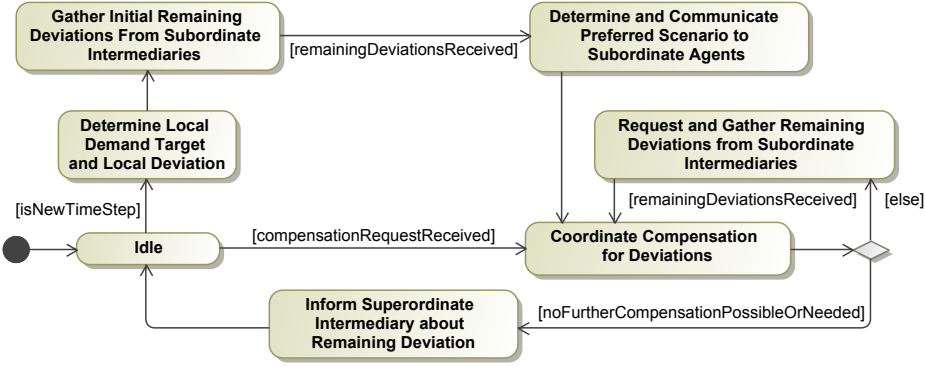 Gather Initial Remaining
Deviations From Subordinate
Intermediaries
[remainingDeviationsReceived]
Determine and Communicate
Preferred Scenario to
Subordinate Agents
Determine Local
Demand Target
and Local Deviation
Request and Gather Remaining
Deviations from Subordinate
Intermediaries
[isNewTimeStep]
[remainingDeviationsReceived]
[else]
Idle
[compensationRequestReceived]
Coordinate Compensation
for Deviations
Inform Superordinate
Intermediary about
Remaining Deviation
[noFurtherCompensationPossibleOrNeeded]